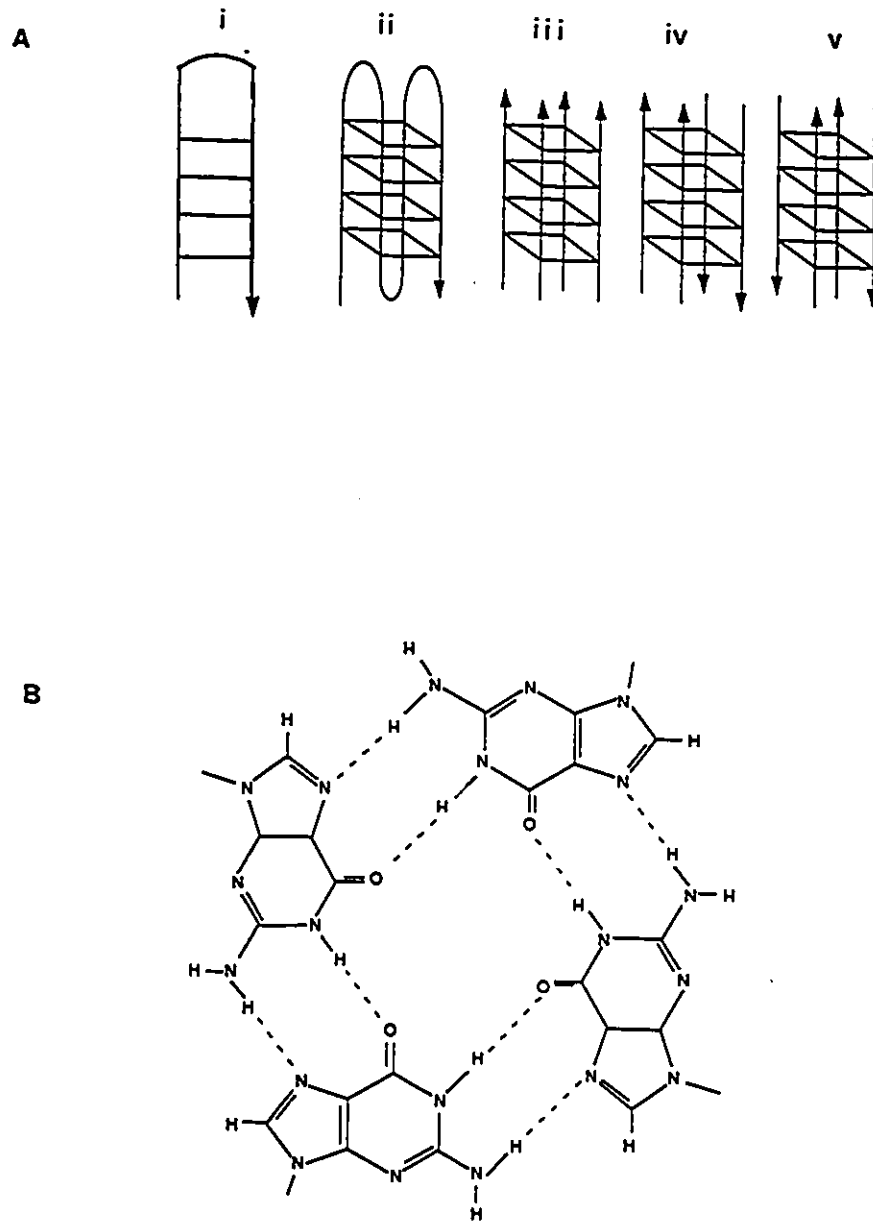 A i ii iii iv v
B
H
H N N N
H H N H
N N N
H O H
N O N H H
H N H N
H N H O N
H O H N
N H N N
H N H H
N N N H
H